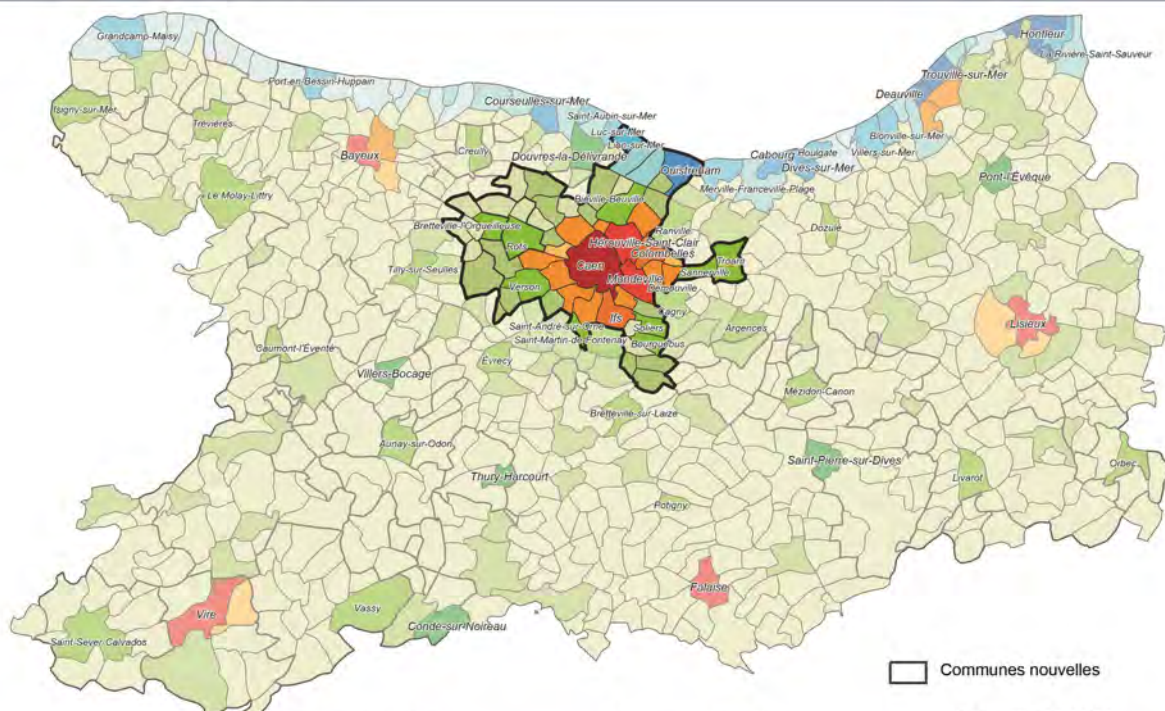 Grandcamp-Maisy
Honfleur
La Rivière-Saint-Sauveur
Trouville-sur-Mer
Port-en-Bessin-Huppain
Deauville
Isigny-sur-Mer
Courseulles-sur-Mer
Trévières
Saint-Aubin-sur-Mer
Luc-sur-Mer
Lion-sur-Mer
Blonville-sur-Mer
Bayeux
Creully
Douvres-la-Délivrande
Cabourg
Houlgate
Villers-sur-Mer
Dives-sur-Mer
Ouistreham
Pont-l'Évêque
Merville-Franceville-Plage
Le Molay-Littry
Biéville-Beuville
Bretteville-l'Orgueilleuse
Ranville
Dozulé
Rots
Hérouville-Saint-Clair
Colombelles
Troarn
Caen
Sannerville
Tilly-sur-Seulles
Mondeville
Verson
Démouville
Cagny
Ifs
Lisieux
Saint-André-sur-Orne
Soliers
Argences
Saint-Martin-de-Fontenay
Bourguébus
Caumont-l'Éventé
Évrecy
Villers-Bocage
Mézidon-Canon
Bretteville-sur-Laize
Aunay-sur-Odon
Saint-Pierre-sur-Dives
Orbec
Thury-Harcourt
Livarot
Potigny
Falaise
Vassy
Vire
Condé-sur-Noireau
Saint-Sever-Calvados
Communes nouvelles